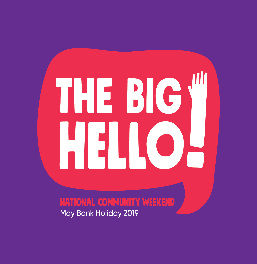 THE BIG
HELLO!
NATIONAL COMMUNITY WEEKEND
May Bank Holiday 2019